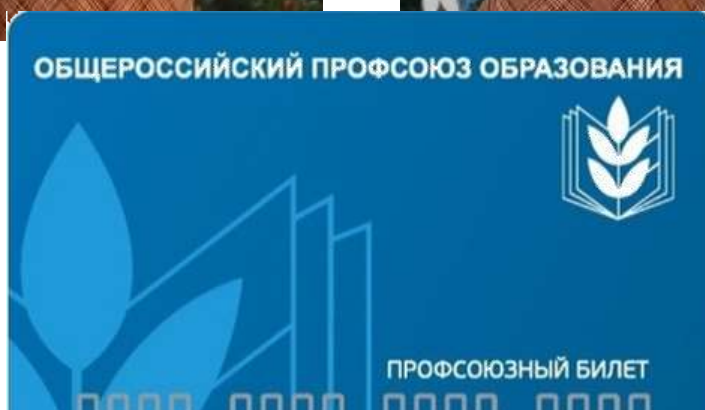 ОБЩЕРОССИЙСКИЙ ПРОФСОЮЗ ОБРАЗОВАНИЯ
ПРОФСОЮЗНЫЙ БИЛЕТ